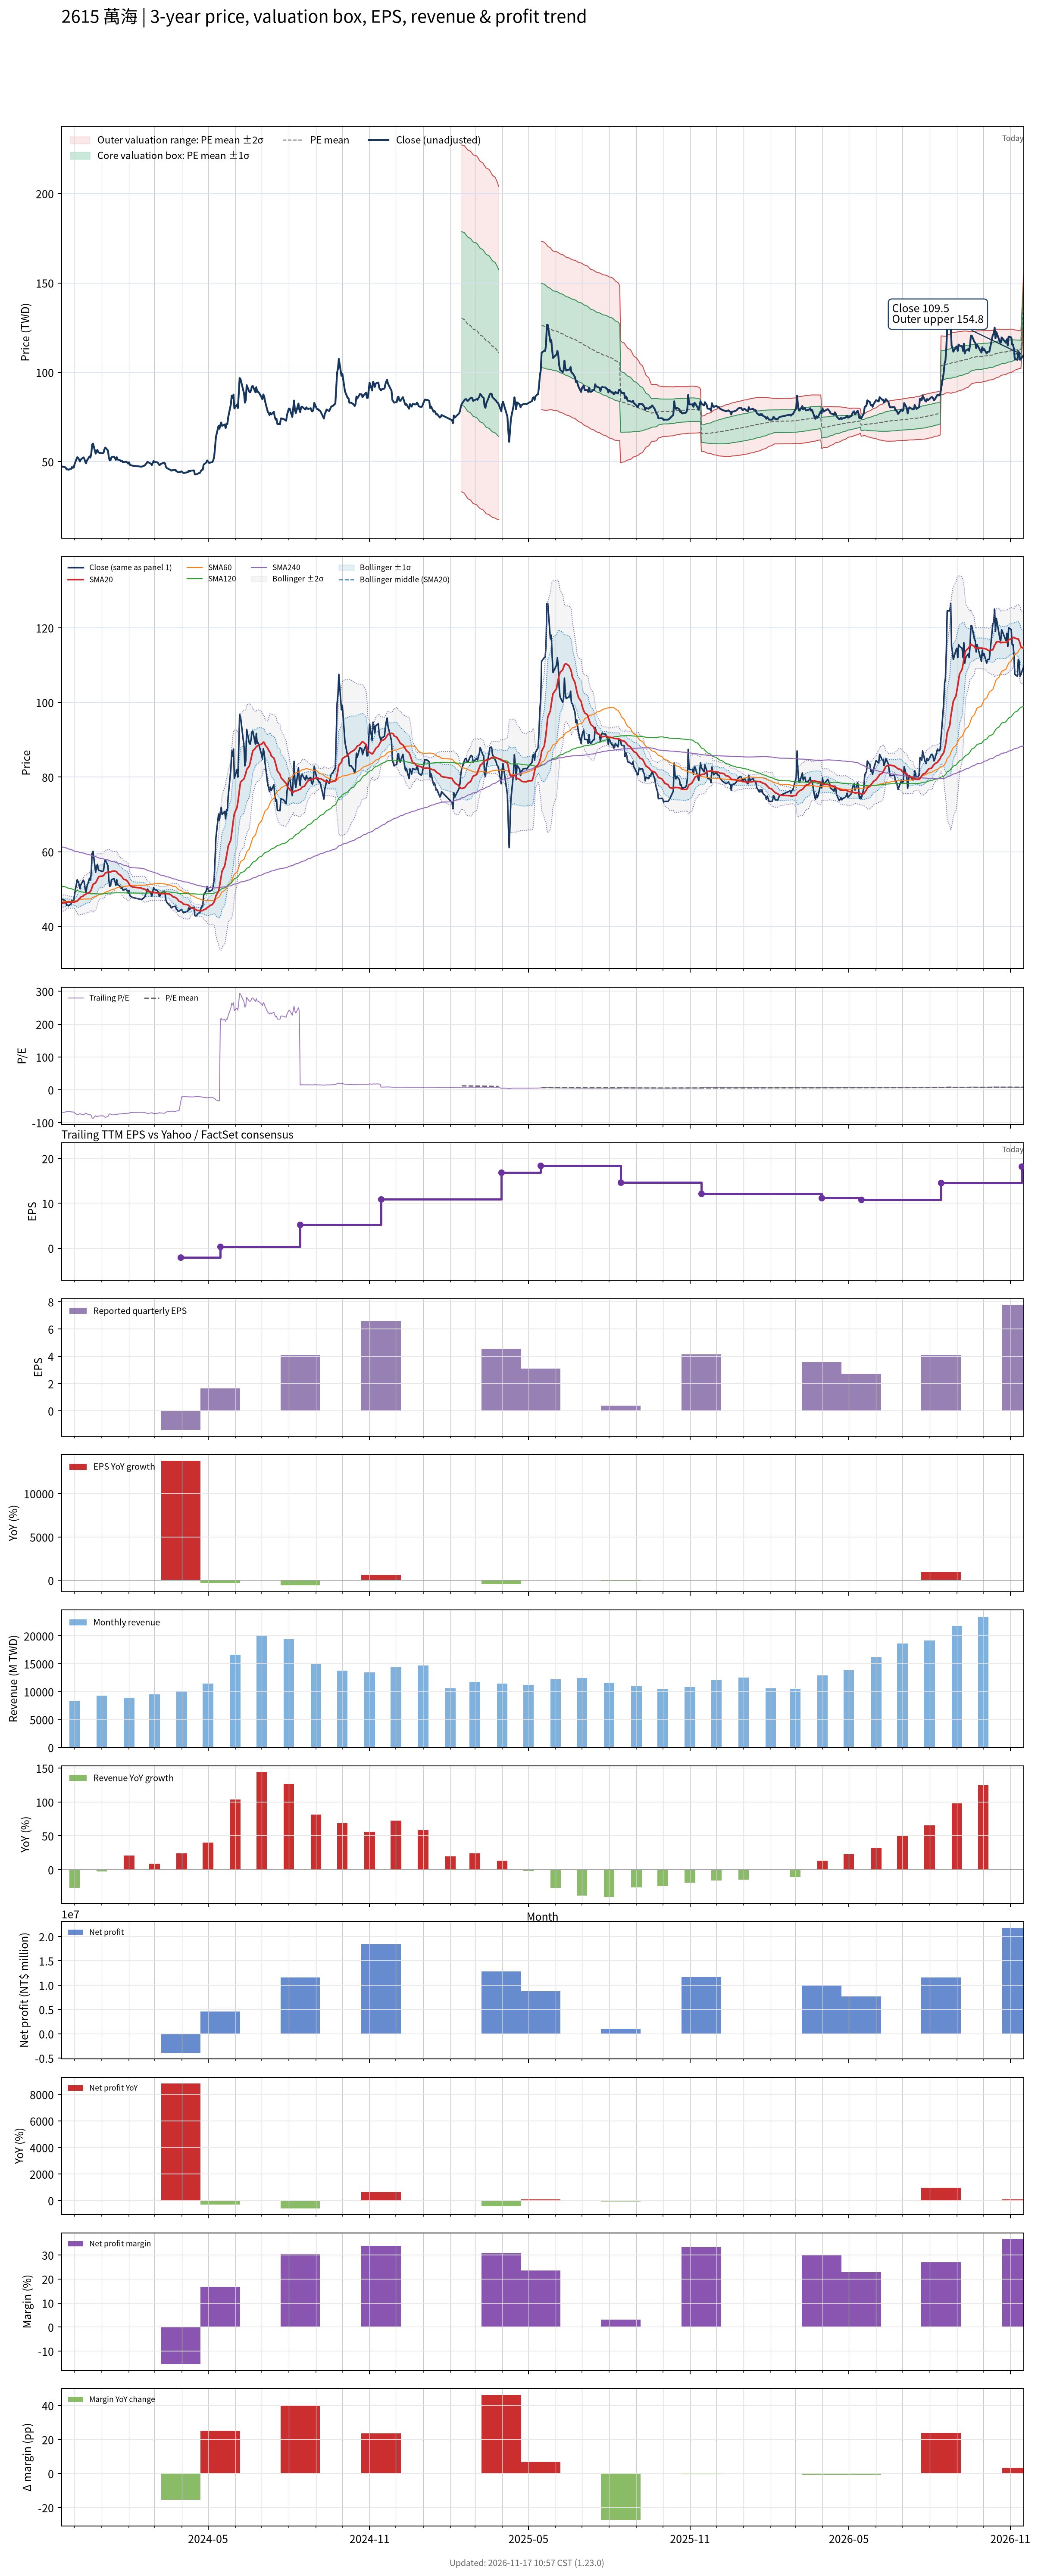 2615 萬海 | 3-year price, valuation box, EPS, revenue & profit trend
Outer valuation range: PE mean ±2σ
PE mean
Close (unadjusted)
Core valuation box: PE mean ±1σ
Today
200
150
100
50
Price (TWD)
Close 109.5
Outer upper 154.8
Close (same as panel 1)
SMA20
SMA60
SMA120
SMA240
Bollinger ±2σ
Bollinger ±1σ
Bollinger middle (SMA20)
120
100
80
60
40
Price
Trailing P/E
P/E mean
300
200
100
0
-100
P/E
Trailing TTM EPS vs Yahoo / FactSet consensus
Today
20
10
0
EPS
Reported quarterly EPS
8
6
4
2
0
EPS
EPS YoY growth
10000
5000
0
YoY (%)
Monthly revenue
20000
15000
10000
5000
0
Revenue (M TWD)
Revenue YoY growth
150
100
50
0
YoY (%)
Month
1e7
Net profit
2.0
1.5
1.0
0.5
0.0
-0.5
Net profit (NT$ million)
Net profit YoY
8000
6000
4000
2000
0
YoY (%)
Net profit margin
30
20
10
0
-10
Margin (%)
Margin YoY change
40
20
0
-20
Δ margin (pp)
2024-05
2024-11
2025-05
2025-11
2026-05
2026-11
Updated: 2026-11-17 10:57 CST (1.23.0)